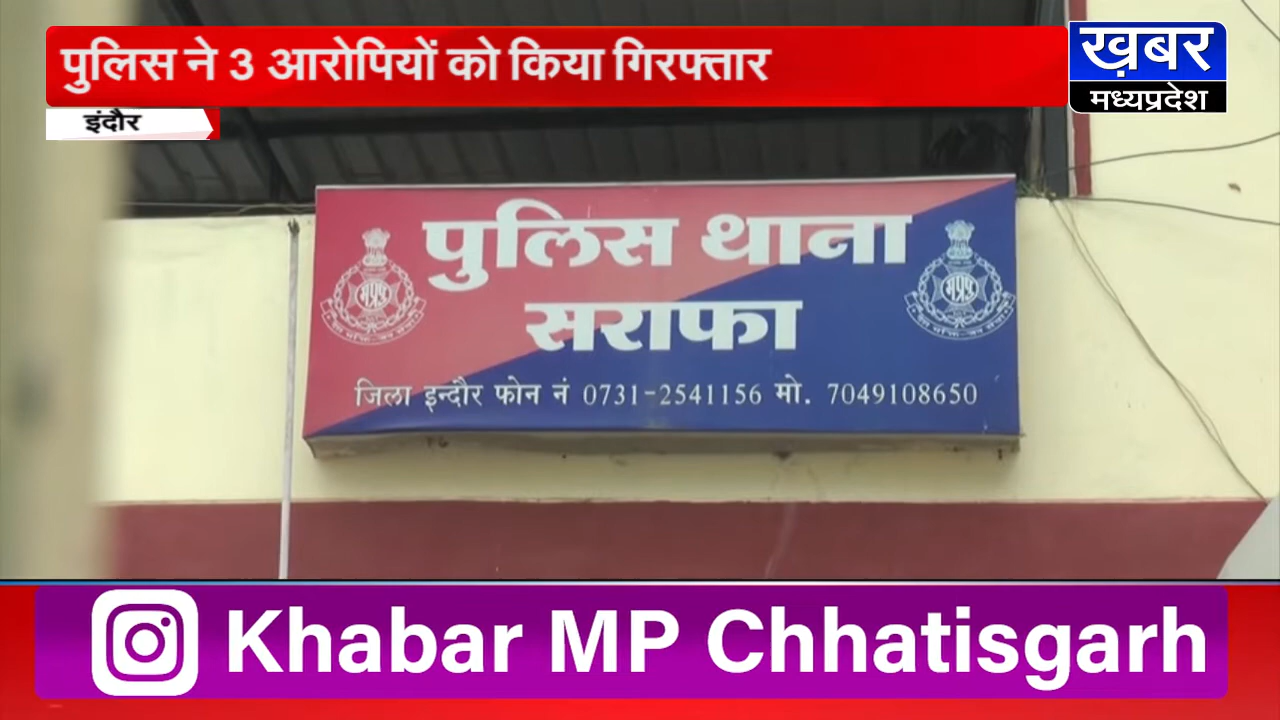 पुलिस ने 3 आरोपियों को किया गिरफ्तार
ख़बर
मध्यप्रदेश
इंदौर
पुलिस थाना
सराफा
जिला इन्दौर फोन नं 0731-2541156 मो. 7049108650
Khabar MP Chhatisgarh